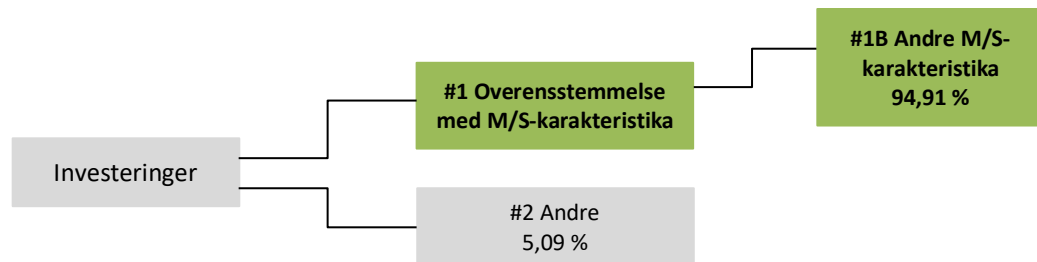 Investeringer
#1 Overensstemmelse
med M/S-karakteristika
#2 Andre
5,09 %
#1B Andre M/S-
karakteristika
94,91 %